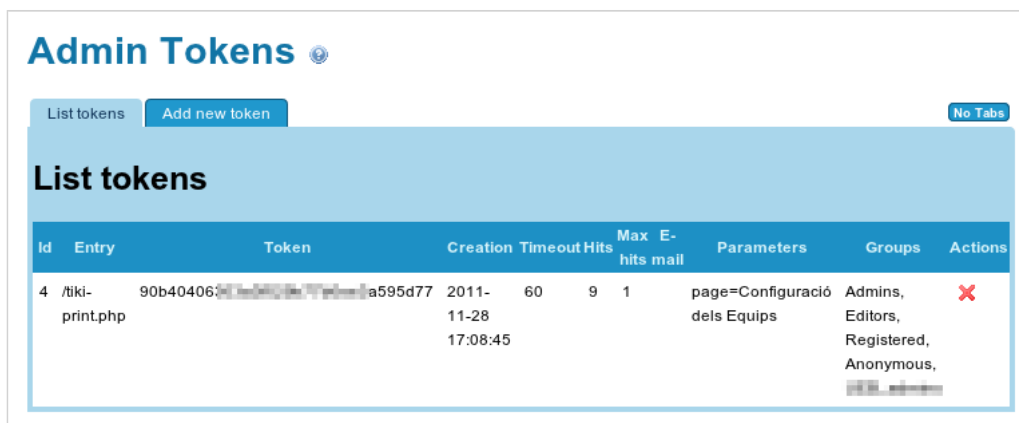 Admin Tokens
List tokens
Add new token
No Tabs
List tokens
Id Entry Token Creation Timeout Hits Max hits E-mail Parameters Groups Actions
4 /tiki- 90b404063 a595d77 2011- 60 9 1 page=Configuració Admins,
print.php 11-28 dels Equips Editors,
17:08:45 Registered,
Anonymous,